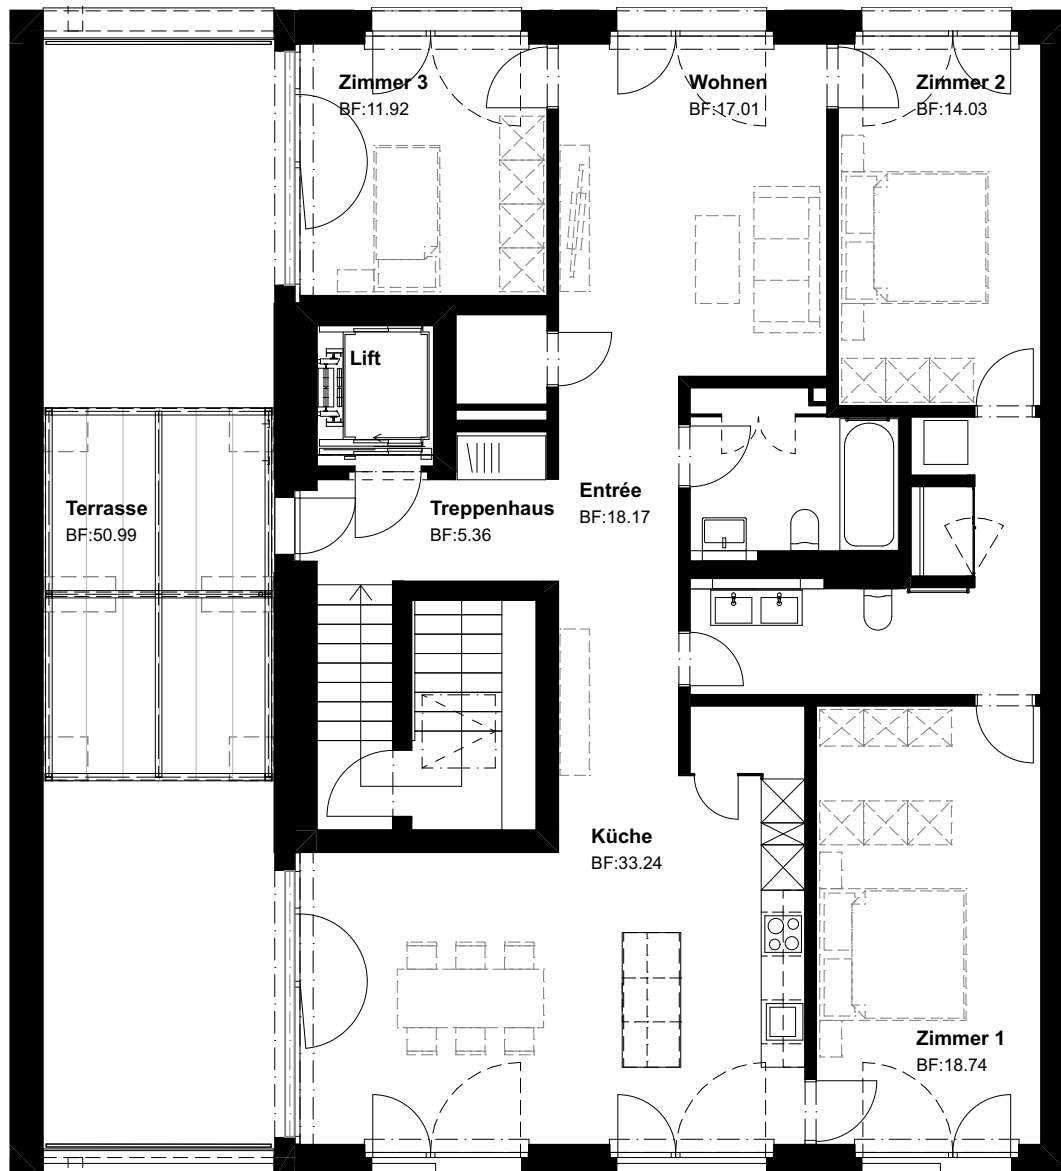 Zimmer 3
BF:11.92
Wohnen
BF:17.01
Zimmer 2
BF:14.03
Lift
Terrasse
BF:50.99
Treppenhaus
BF:5.36
Entrée
BF:18.17
Küche
BF:33.24
Zimmer 1
BF:18.74